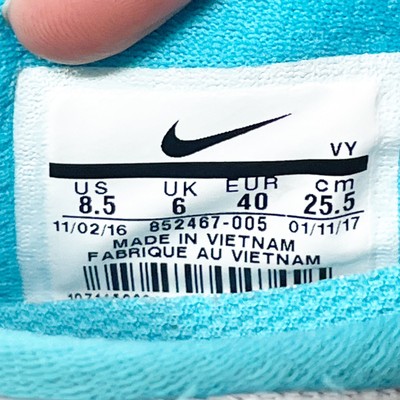 VY
US UK EUR cm
8.5 6 40 25.5
11/02/16 852467-005 01/11/17
MADE IN VIETNAM
FABRIQUE AU VIETNAM